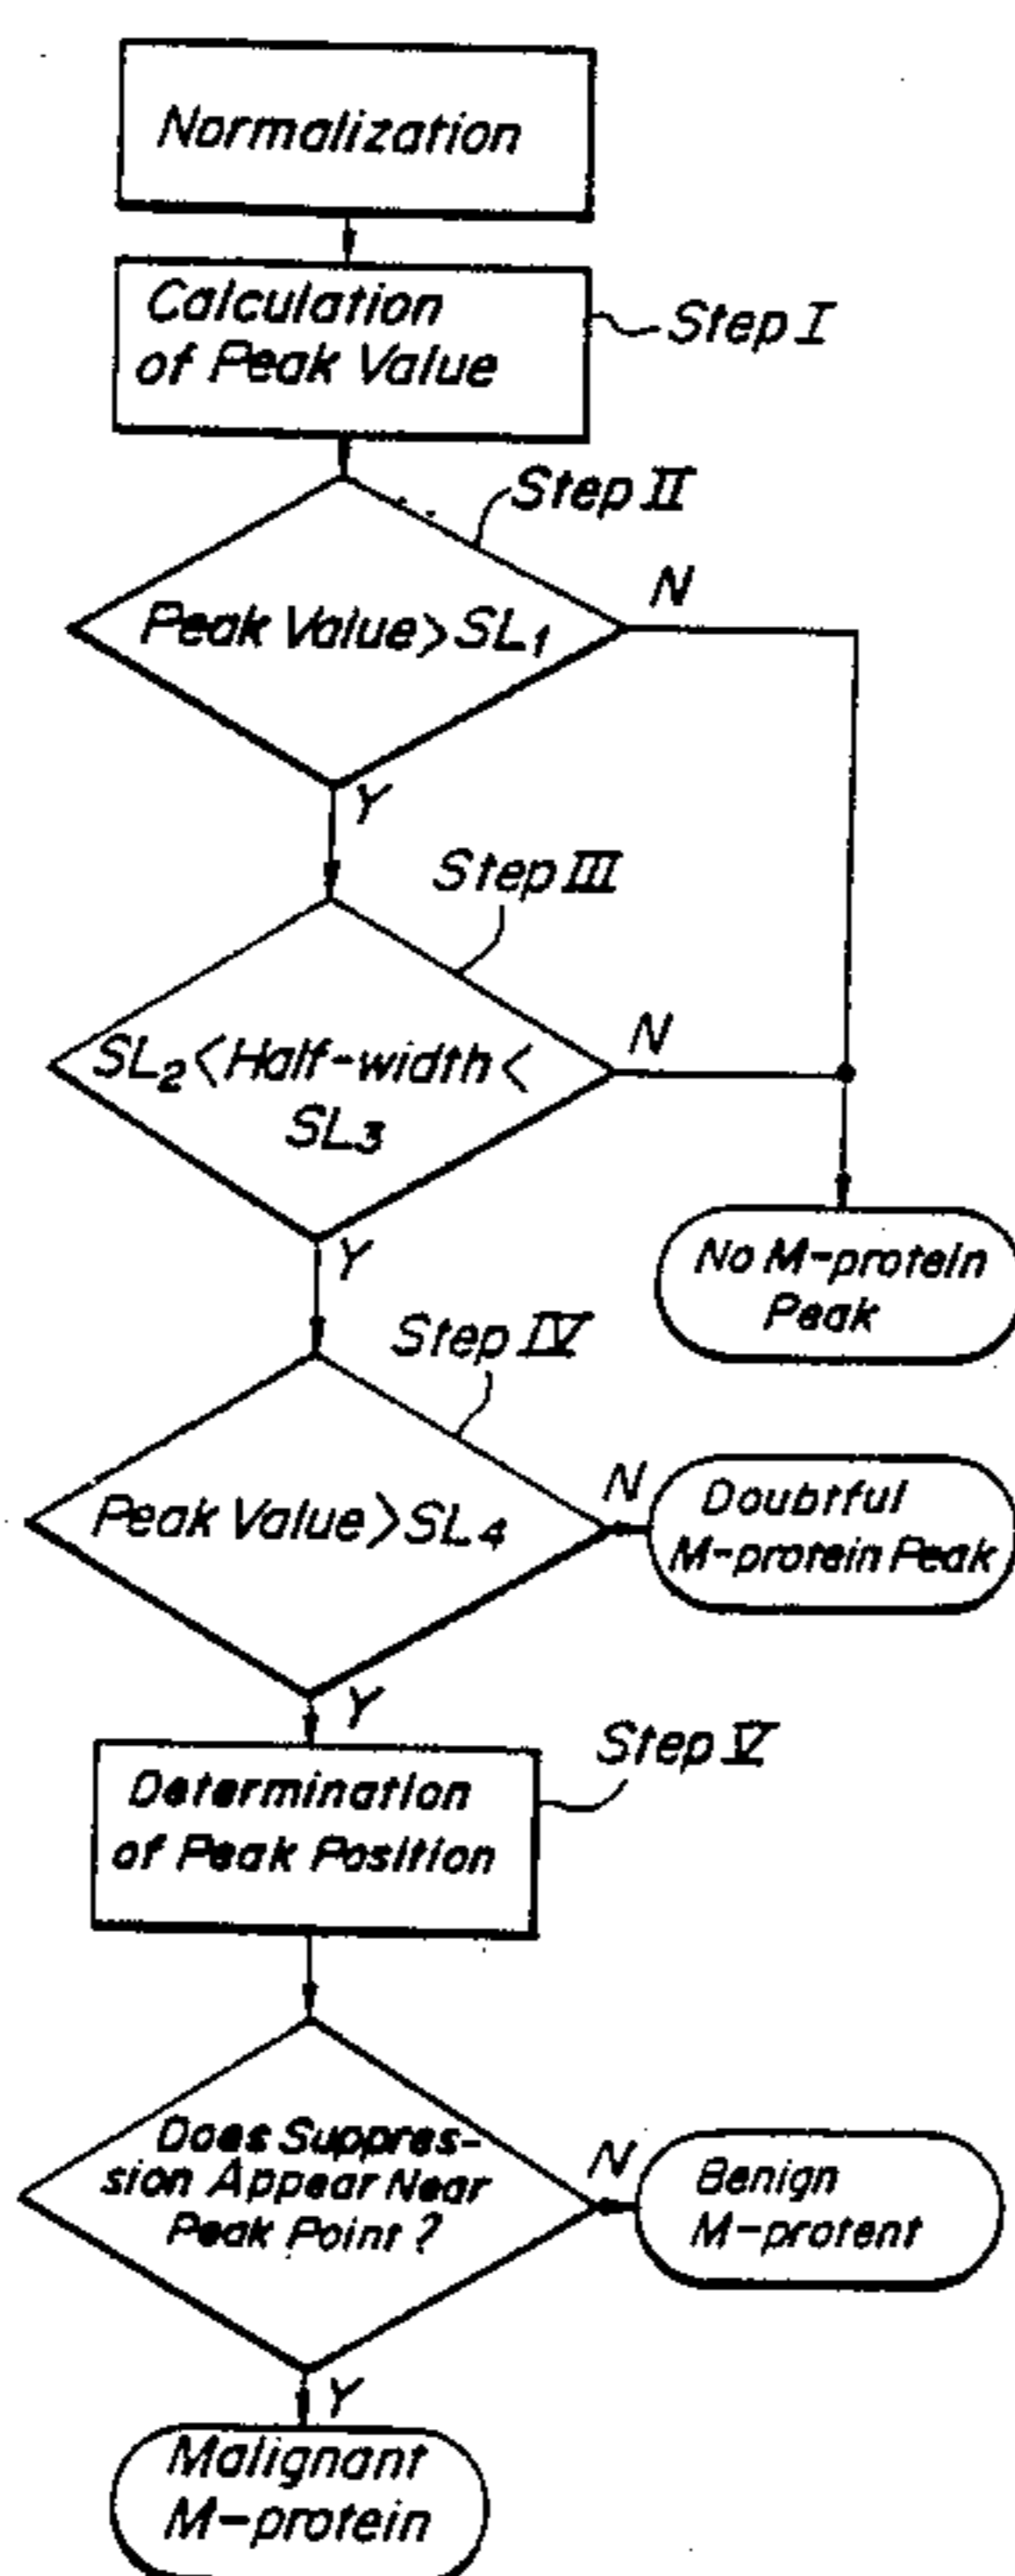 Normalization
Calculation
of Peak Value
Step I
Step II
Peak Value > SL1
N
Y
Step III
SL2 < Half-width <
SL3
N
Y
No M-protein
Peak
Step IV
Peak Value > SL4
N
Doubtful
M-protein Peak
Y
Step V
Determination
of Peak Position
Does Suppres-
sion Appear Near
Peak Point ?
N
Benign
M-protent
Y
Malignant
M-protein